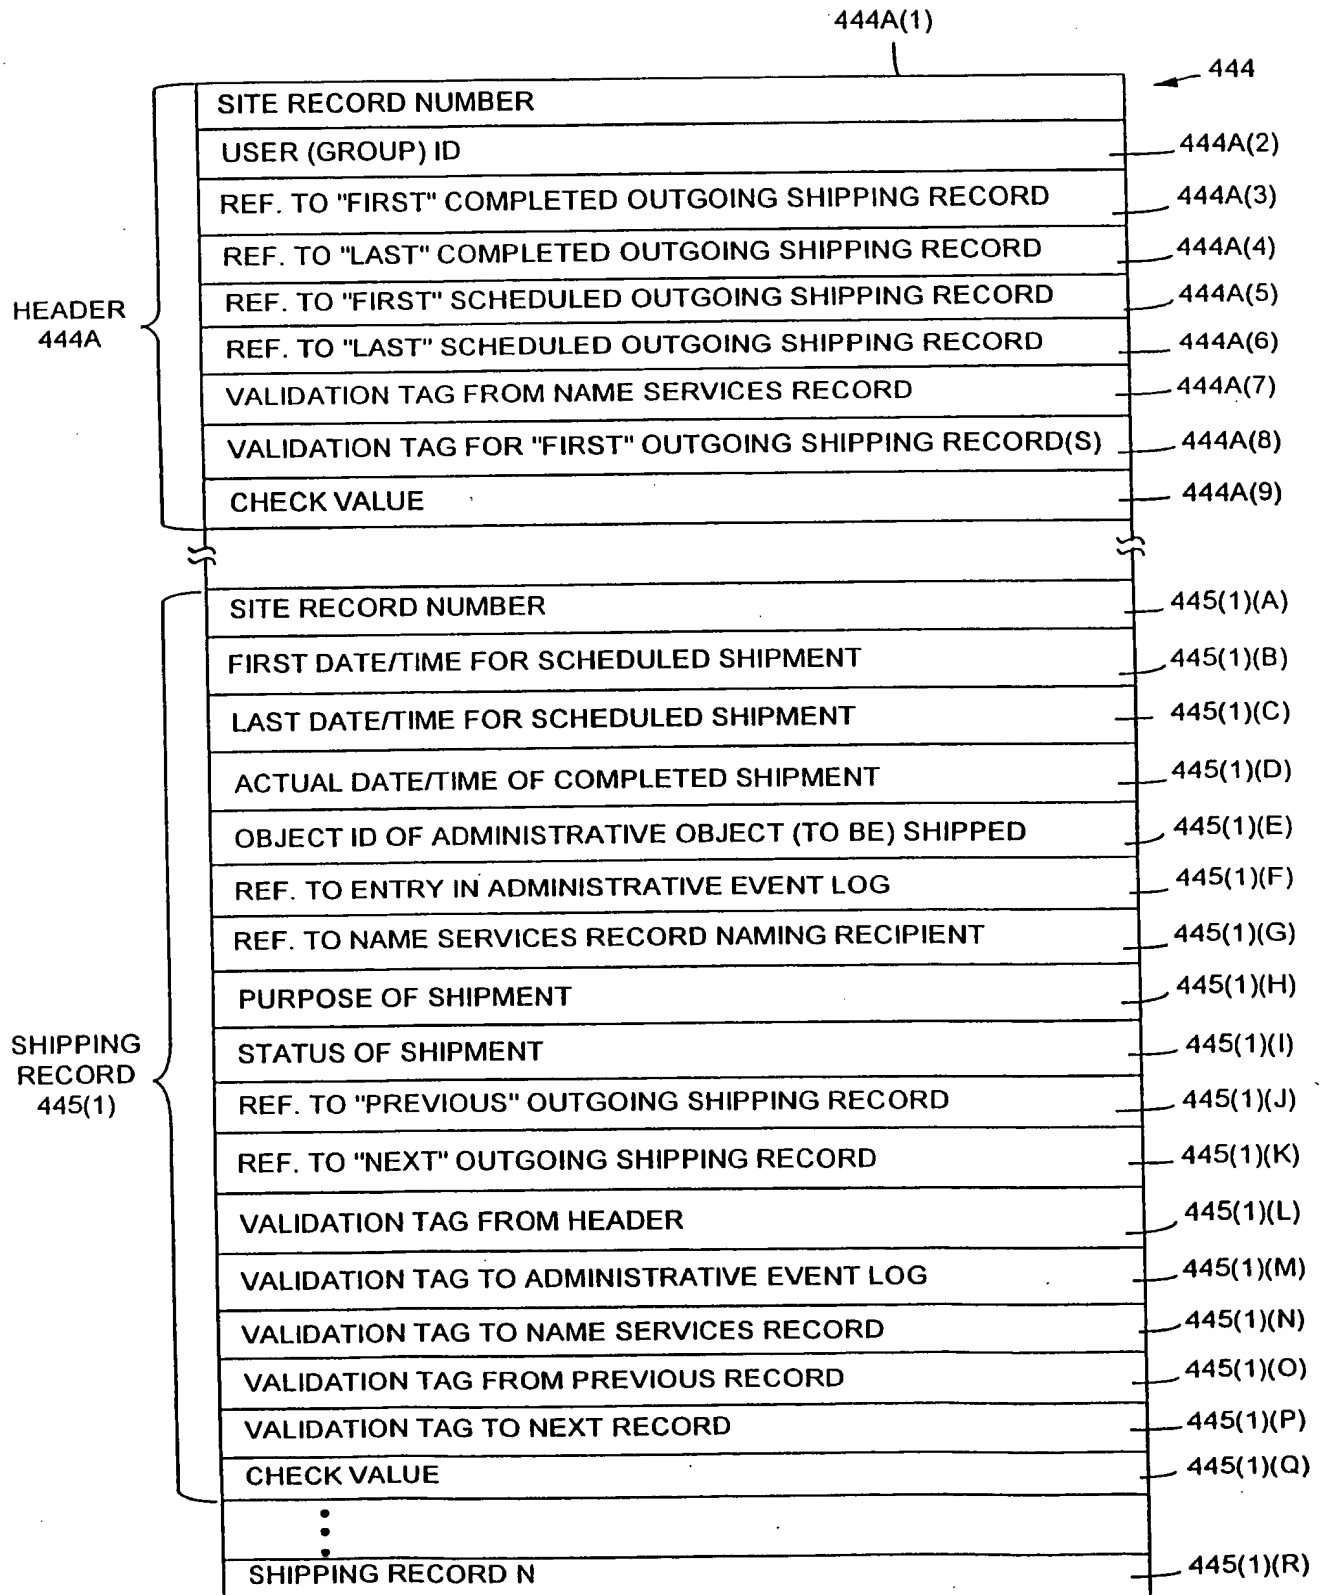 444A(1)
444
SITE RECORD NUMBER
USER (GROUP) ID
444A(2)
REF. TO "FIRST" COMPLETED OUTGOING SHIPPING RECORD
444A(3)
REF. TO "LAST" COMPLETED OUTGOING SHIPPING RECORD
444A(4)
REF. TO "FIRST" SCHEDULED OUTGOING SHIPPING RECORD
444A(5)
REF. TO "LAST" SCHEDULED OUTGOING SHIPPING RECORD
444A(6)
VALIDATION TAG FROM NAME SERVICES RECORD
444A(7)
VALIDATION TAG FOR "FIRST" OUTGOING SHIPPING RECORD(S)
444A(8)
CHECK VALUE
444A(9)
HEADER
444A
SITE RECORD NUMBER
445(1)(A)
FIRST DATE/TIME FOR SCHEDULED SHIPMENT
445(1)(B)
LAST DATE/TIME FOR SCHEDULED SHIPMENT
445(1)(C)
ACTUAL DATE/TIME OF COMPLETED SHIPMENT
445(1)(D)
OBJECT ID OF ADMINISTRATIVE OBJECT (TO BE) SHIPPED
445(1)(E)
REF. TO ENTRY IN ADMINISTRATIVE EVENT LOG
445(1)(F)
REF. TO NAME SERVICES RECORD NAMING RECIPIENT
445(1)(G)
PURPOSE OF SHIPMENT
445(1)(H)
STATUS OF SHIPMENT
445(1)(I)
REF. TO "PREVIOUS" OUTGOING SHIPPING RECORD
445(1)(J)
REF. TO "NEXT" OUTGOING SHIPPING RECORD
445(1)(K)
VALIDATION TAG FROM HEADER
445(1)(L)
VALIDATION TAG TO ADMINISTRATIVE EVENT LOG
445(1)(M)
VALIDATION TAG TO NAME SERVICES RECORD
445(1)(N)
VALIDATION TAG FROM PREVIOUS RECORD
445(1)(O)
VALIDATION TAG TO NEXT RECORD
445(1)(P)
CHECK VALUE
445(1)(Q)
SHIPPING
RECORD
445(1)
SHIPPING RECORD N
445(1)(R)